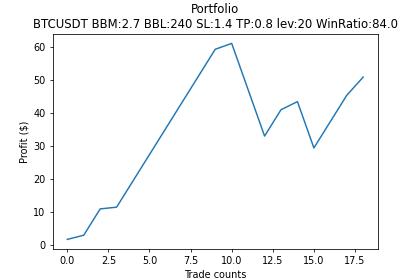 Portfolio
BTCUSDT BBM:2.7 BBL:240 SL:1.4 TP:0.8 lev:20 WinRatio:84.0
60
50
40
30
20
10
0
Profit ($)
0.0 2.5 5.0 7.5 10.0 12.5 15.0 17.5
Trade counts